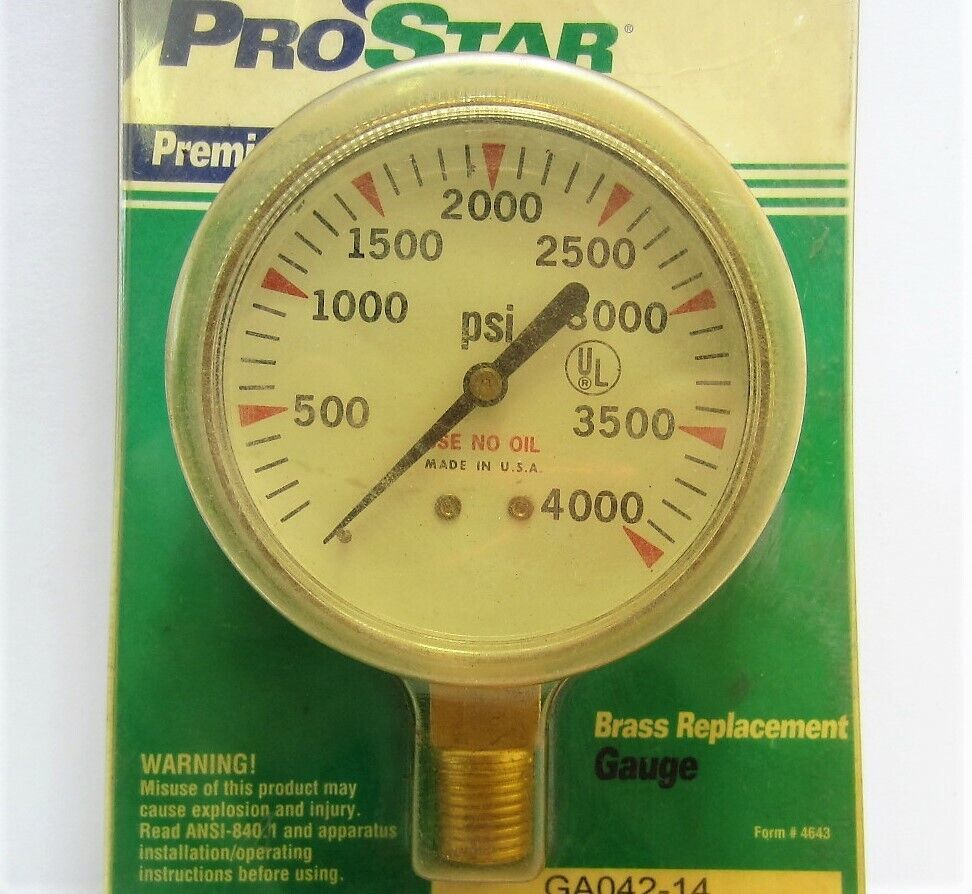 PROSTAR®
Premi
2000
1500
2500
1000
psi
3000
UL
®
500
3500
USE NO OIL
MADE IN U.S.A.
4000
Brass Replacement
Gauge
WARNING!
Misuse of this product may
cause explosion and injury.
Read ANSI-840.1 and apparatus
installation/operating
instructions before using.
Form # 4643
GA042-14